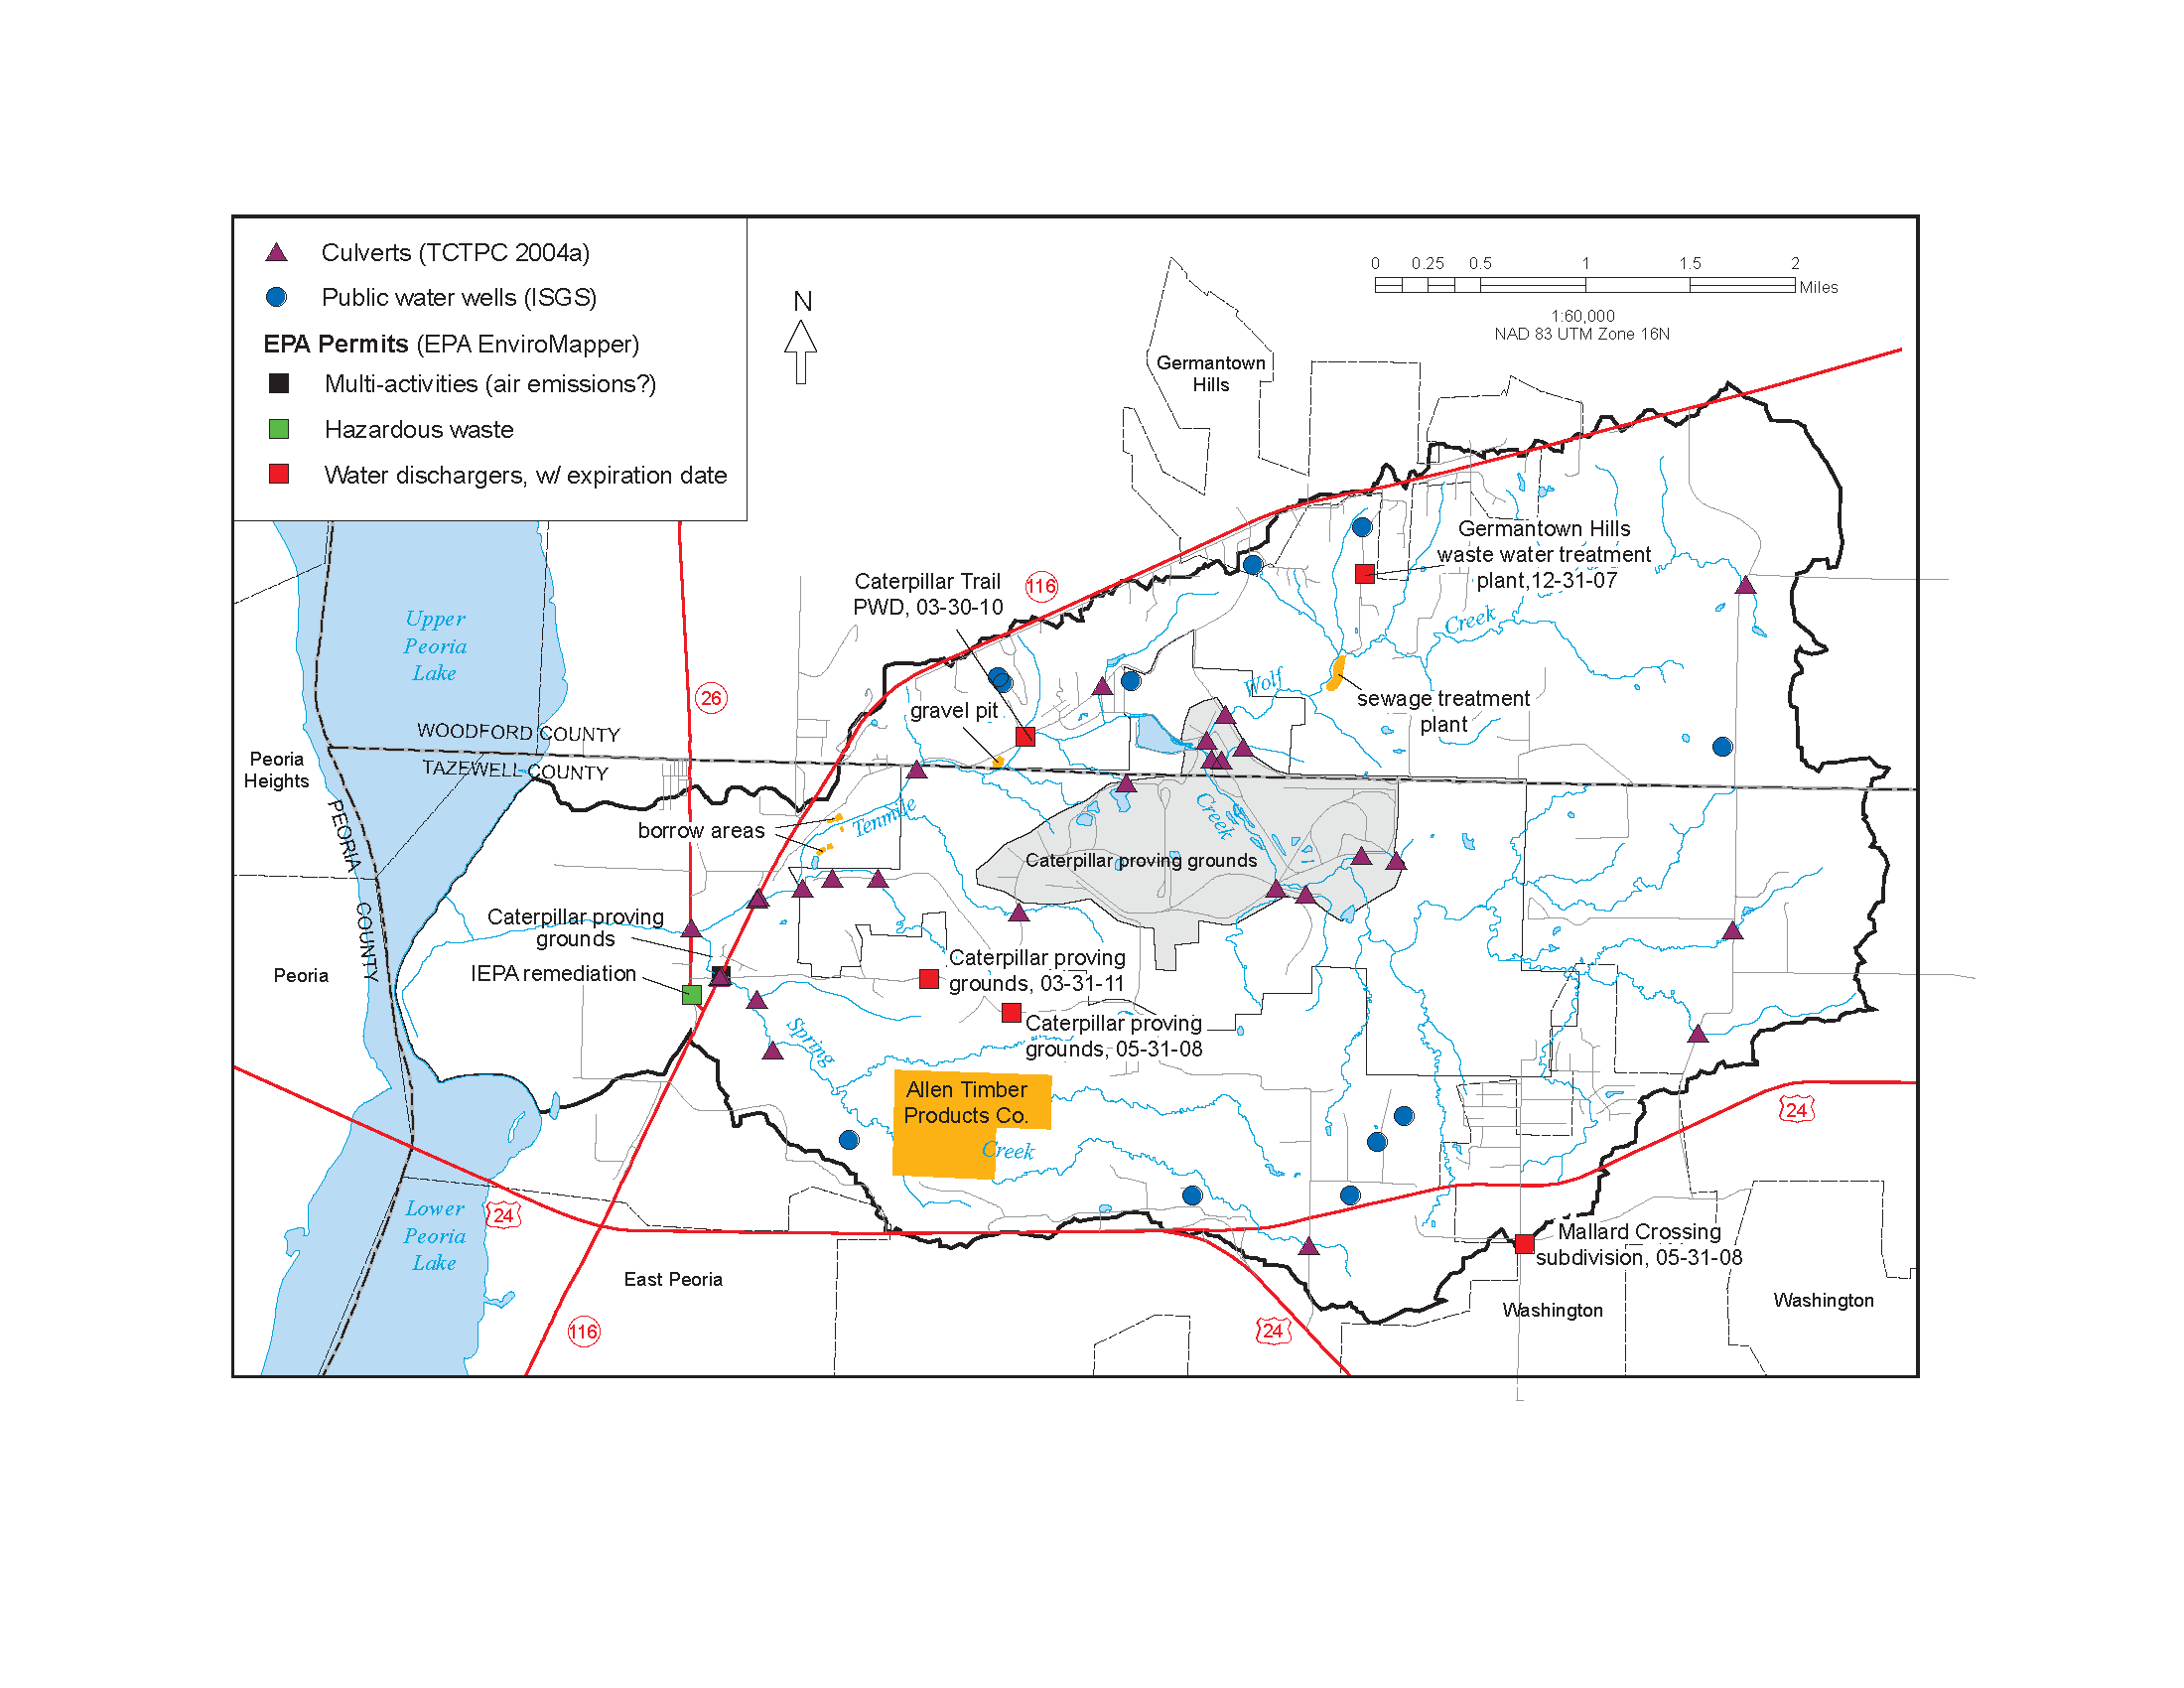 Culverts (TCTPC 2004a)
Public water wells (ISGS)
EPA Permits (EPA EnviroMapper)
Multi-activities (air emissions?)
Hazardous waste
Water dischargers, w/ expiration date
N
0 0.25 0.5 1 1.5 2
Miles
1:60,000
NAD 83 UTM Zone 16N
Germantown
Hills
Germantown Hills
waste water treatment
plant, 12-31-07
Caterpillar Trail
PWD, 03-30-10
116
Creek
Upper
Peoria
Lake
26
Wolf
sewage treatment
plant
gravel pit
WOODFORD COUNTY
TAZEWELL COUNTY
Peoria
Heights
PEORIA
COUNTY
borrow areas
Tenmile
Creek
Caterpillar proving grounds
Caterpillar proving
grounds
IEPA remediation
Peoria
Caterpillar proving
grounds, 03-31-11
Caterpillar proving
grounds, 05-31-08
Spring
Allen Timber
Products Co.
Creek
24
24
Lower
Peoria
Lake
Mallard Crossing
subdivision, 05-31-08
East Peoria
Washington
Washington
116
24